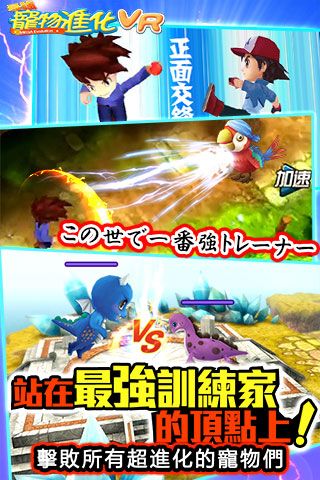 寵物進化VR
正面交鋒
加速
この世で一番強トレーナー
VS
站在最強訓練家
的頂點上!
擊敗所有超進化的寵物們